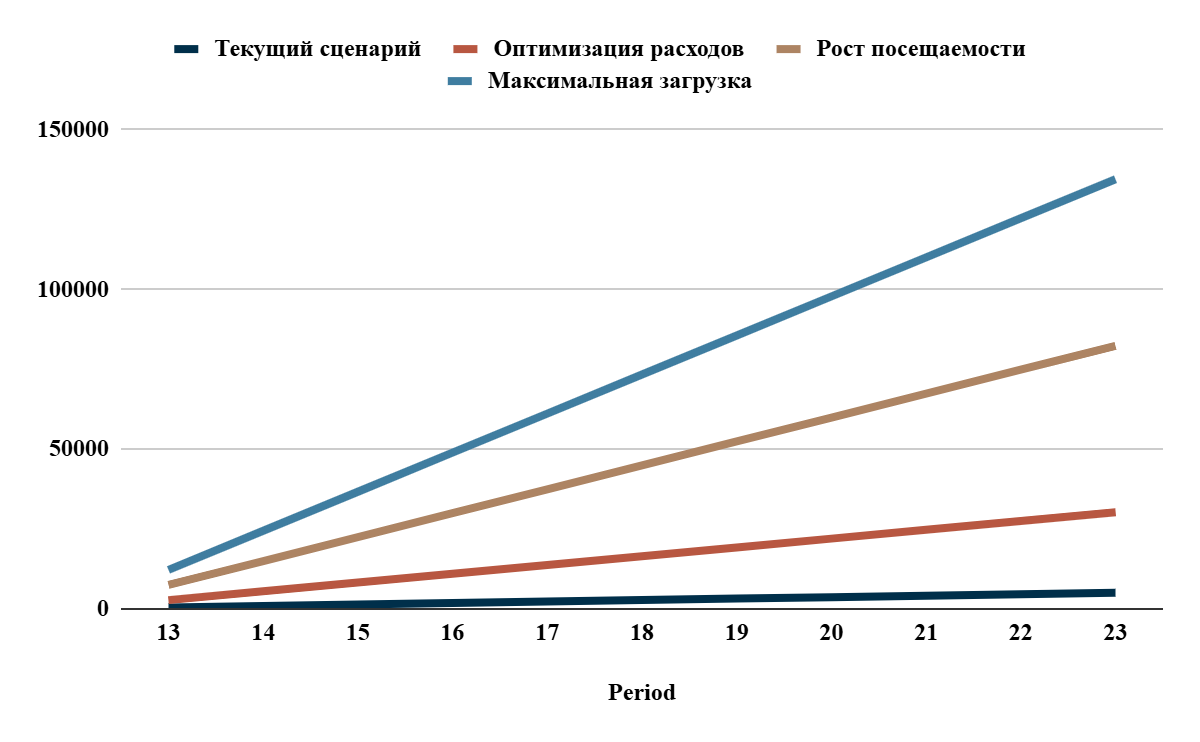 Текущий сценарий Оптимизация расходов Рост посещаемости
Максимальная загрузка
150000
100000
50000
0
13 14 15 16 17 18 19 20 21 22 23
Period